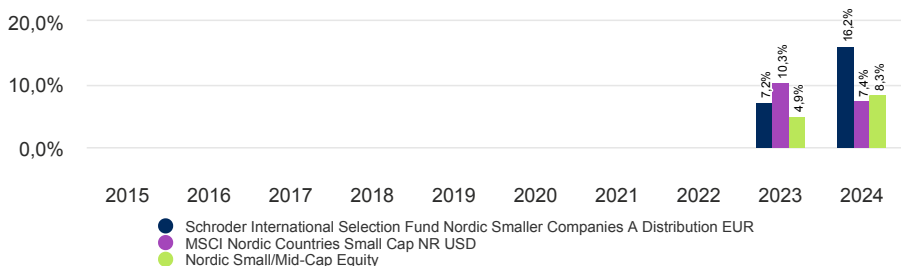 20,0%
10,0%
0,0%
7,2%
10,3%
4,9%
16,2%
7,4%
8,3%
2015 2016 2017 2018 2019 2020 2021 2022 2023 2024
Schroder International Selection Fund Nordic Smaller Companies A Distribution EUR
MSCI Nordic Countries Small Cap NR USD
Nordic Small/Mid-Cap Equity